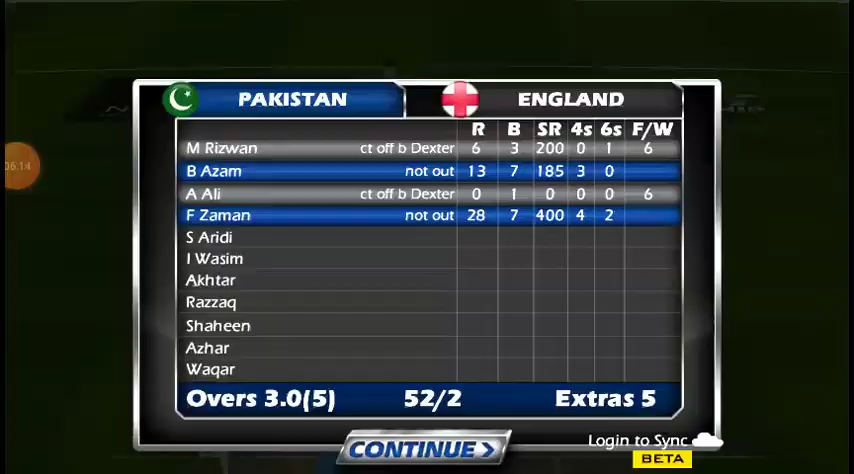 PAKISTAN ENGLAND
R B SR 4s 6s F/W
M Rizwan ct off b Dexter 6 3 200 0 1 6
B Azam not out 13 7 185 3 0
A Ali ct off b Dexter 0 1 0 0 0 6
F Zaman not out 28 7 400 4 2
S Aridi
I Wasim
Akhtar
Razzaq
Shaheen
Azhar
Waqar
Overs 3.0(5) 52/2 Extras 5
CONTINUE
Login to Sync
BETA